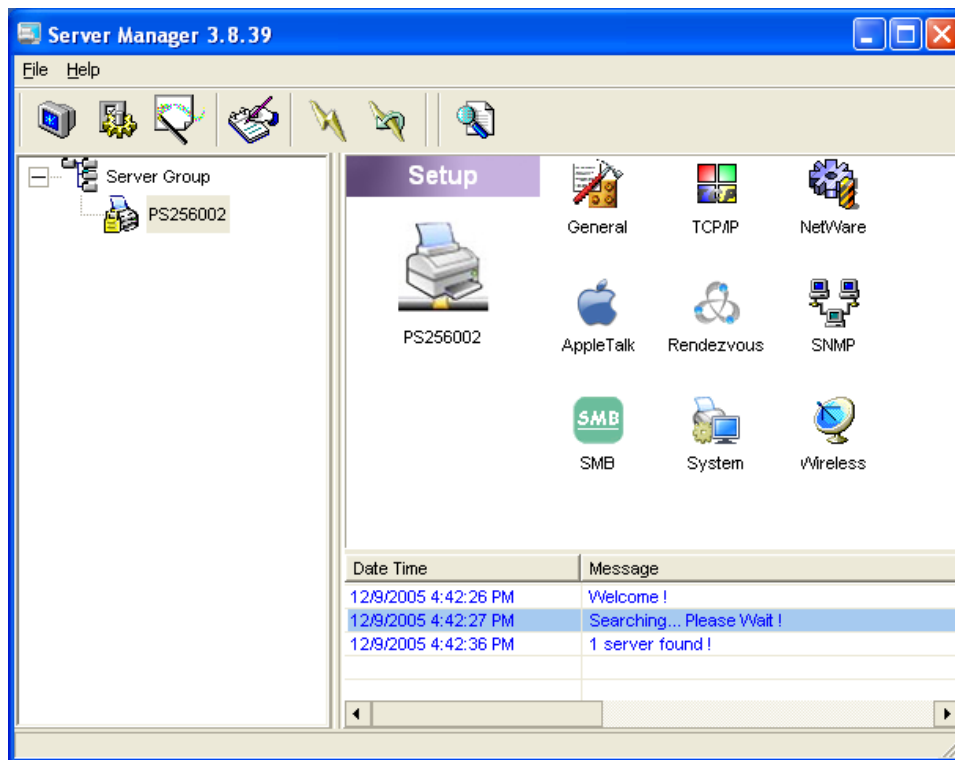 Server Manager 3.8.39
File Help
Server Group
PS256002
Setup
PS256002
General TCP/IP NetWare
AppleTalk Rendezvous SNMP
SMB
SMB System Wireless
Date Time Message
12/9/2005 4:42:26 PM Welcome !
12/9/2005 4:42:27 PM Searching... Please Wait !
12/9/2005 4:42:36 PM 1 server found !